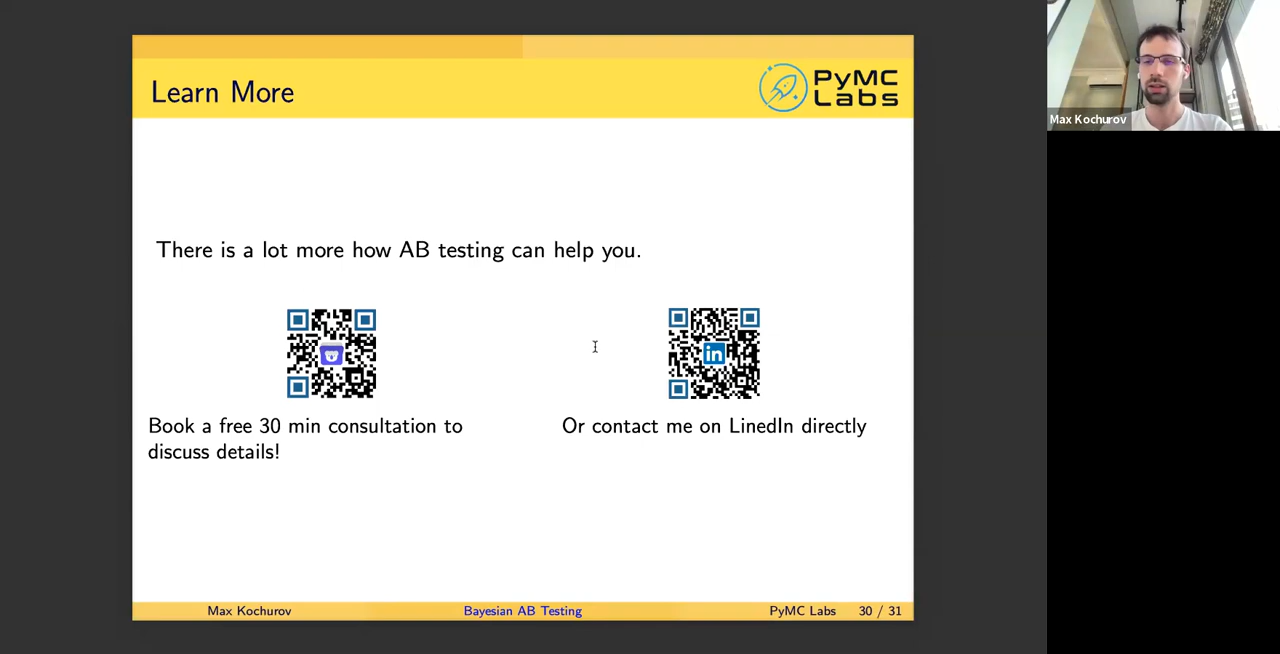 Learn More
PyMC
Labs
Max Kochurov
There is a lot more how AB testing can help you.
in
Book a free 30 min consultation to
discuss details!
Or contact me on LinedIn directly
Max Kochurov
Bayesian AB Testing
PyMC Labs
30 / 31